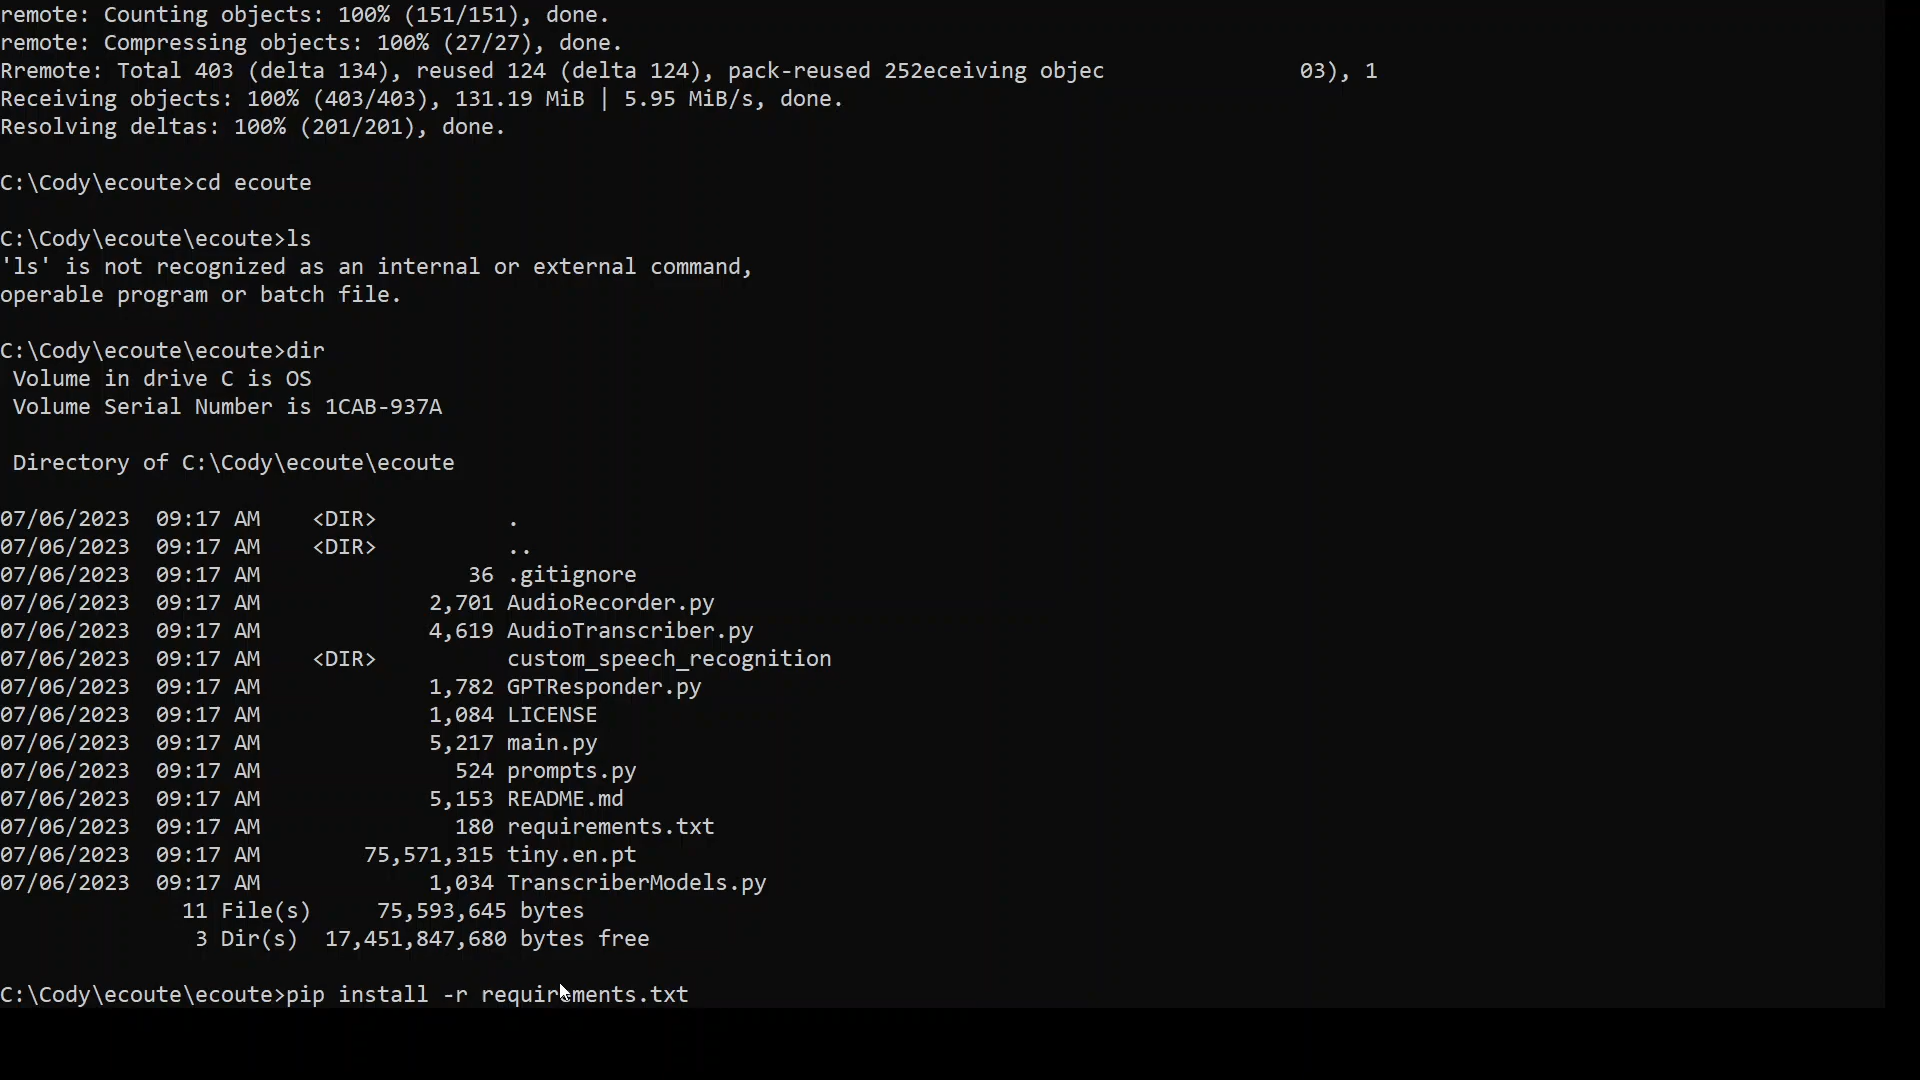 remote: Counting objects: 100% (151/151), done.
remote: Compressing objects: 100% (27/27), done.
Rremote: Total 403 (delta 134), reused 124 (delta 124), pack-reused 252eceiving objec 03), 1
Receiving objects: 100% (403/403), 131.19 MiB | 5.95 MiB/s, done.
Resolving deltas: 100% (201/201), done.
C:\Cody\ecoute>cd ecoute
C:\Cody\ecoute\ecoute>ls
'ls' is not recognized as an internal or external command,
operable program or batch file.
C:\Cody\ecoute\ecoute>dir
Volume in drive C is OS
Volume Serial Number is 1CAB-937A
Directory of C:\Cody\ecoute\ecoute
07/06/2023 09:17 AM <DIR> .
07/06/2023 09:17 AM <DIR> ..
07/06/2023 09:17 AM 36 .gitignore
07/06/2023 09:17 AM 2,701 AudioRecorder.py
07/06/2023 09:17 AM 4,619 AudioTranscriber.py
07/06/2023 09:17 AM <DIR> custom_speech_recognition
07/06/2023 09:17 AM 1,782 GPTResponder.py
07/06/2023 09:17 AM 1,084 LICENSE
07/06/2023 09:17 AM 5,217 main.py
07/06/2023 09:17 AM 524 prompts.py
07/06/2023 09:17 AM 5,153 README.md
07/06/2023 09:17 AM 180 requirements.txt
07/06/2023 09:17 AM 75,571,315 tiny.en.pt
07/06/2023 09:17 AM 1,034 TranscriberModels.py
11 File(s) 75,593,645 bytes
3 Dir(s) 17,451,847,680 bytes free
C:\Cody\ecoute\ecoute>pip install -r requirements.txt